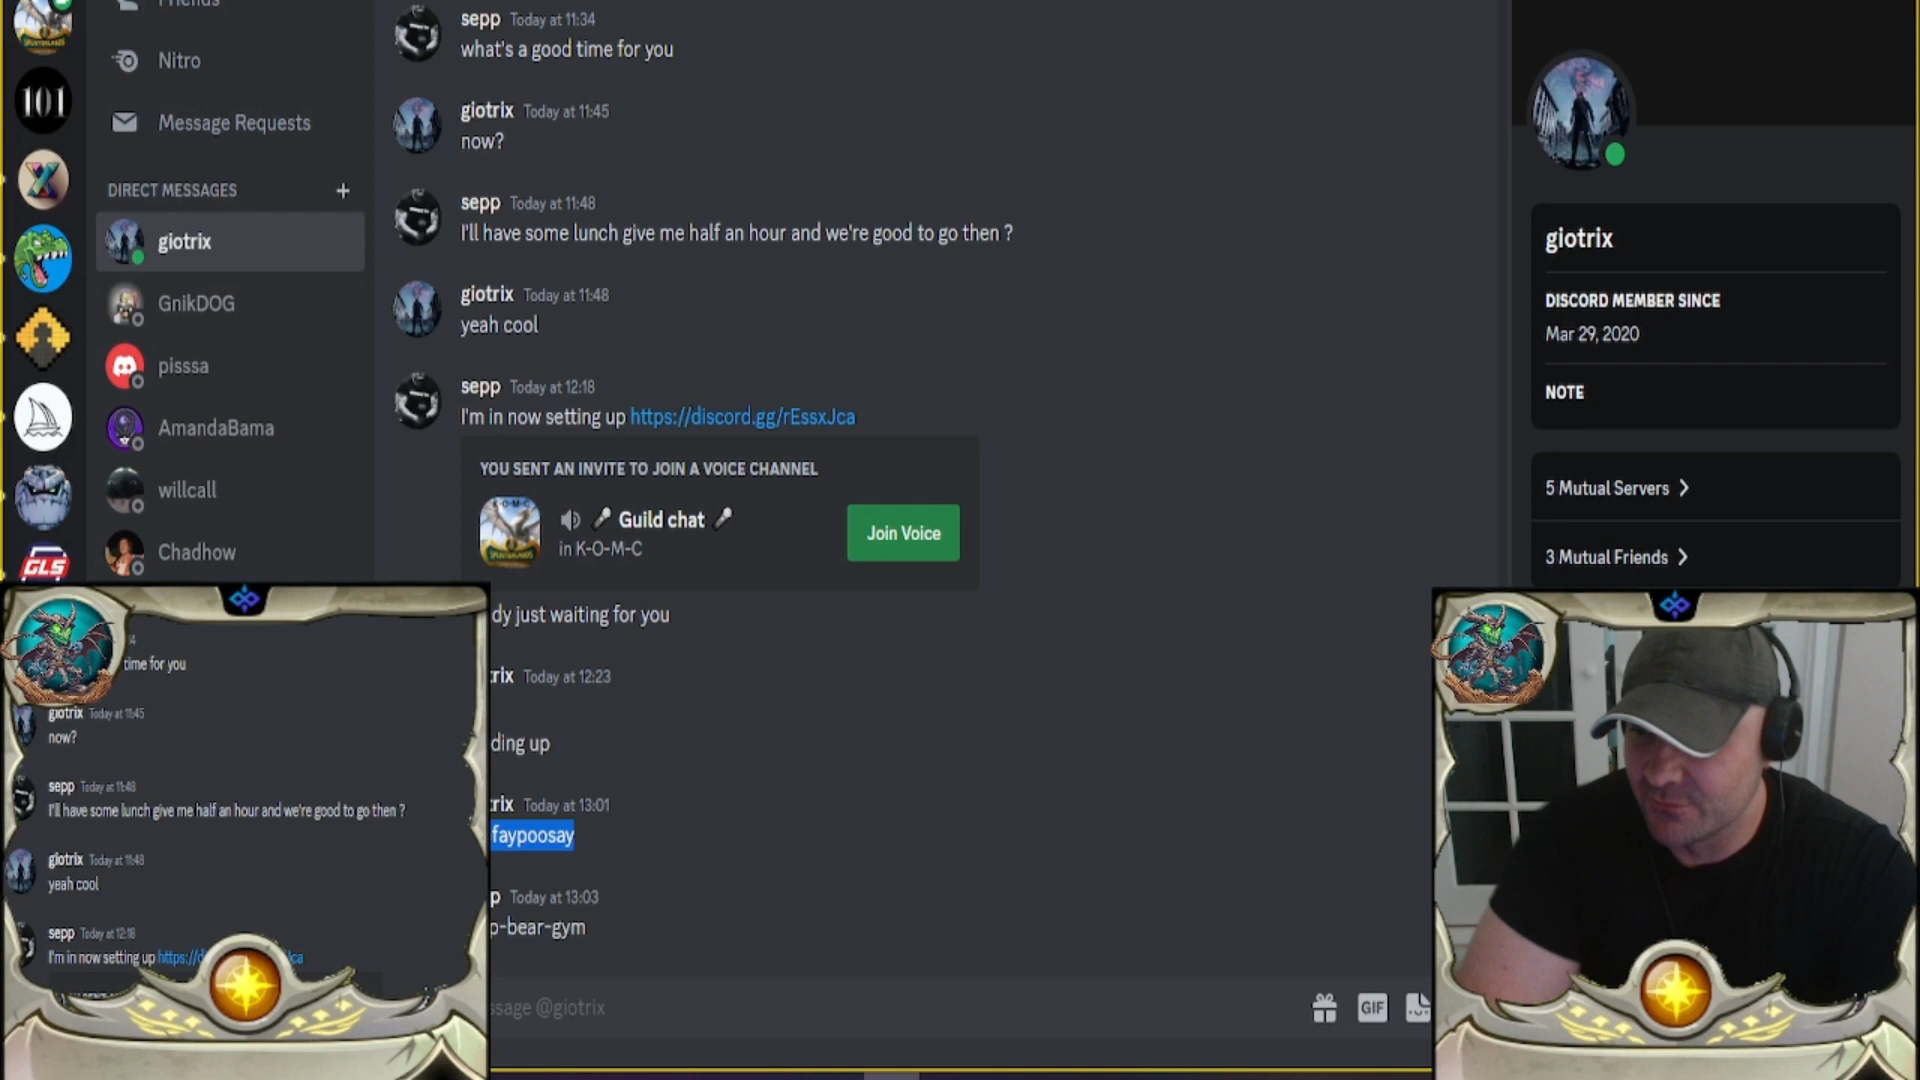 Friends
Nitro
101
Message Requests
DIRECT MESSAGES
giotrix
GnikDOG
pisssa
AmandaBama
willcall
Chadhow
GLS
sepp Today at 11:34
what's a good time for you
giotrix Today at 11:45
now?
sepp Today at 11:48
I'll have some lunch give me half an hour and we're good to go then ?
giotrix Today at 11:48
yeah cool
sepp Today at 12:18
I'm in now setting up https://discord.gg/rEssxJca
YOU SENT AN INVITE TO JOIN A VOICE CHANNEL
Guild chat
in K-O-M-C
Join Voice
dy just waiting for you
rix Today at 12:23
ding up
rix Today at 13:01
faypoosay
p Today at 13:03
p-bear-gym
ssage @giotrix
GIF
giotrix
DISCORD MEMBER SINCE
Mar 29, 2020
NOTE
5 Mutual Servers
3 Mutual Friends
time for you
giotrix Today at 11:45
now?
sepp Today at 11:48
I'll have some lunch give me half an hour and we're good to go then ?
giotrix Today at 11:48
yeah cool
sepp Today at 12:18
I'm in now setting up https://d
ca